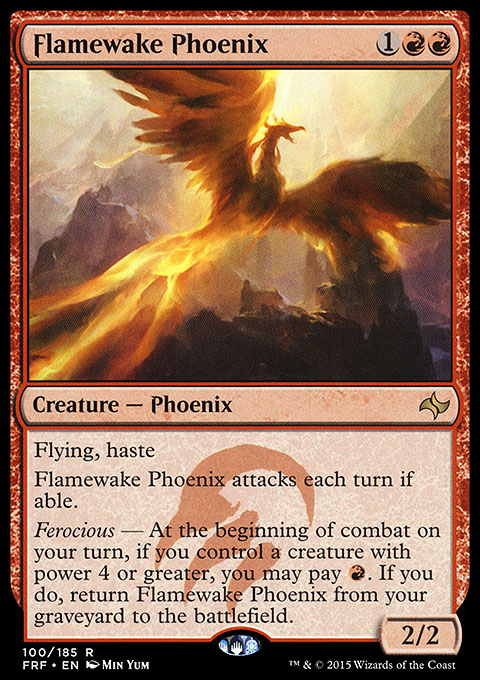 Flamewake Phoenix 1
Creature — Phoenix
Flying, haste
Flamewake Phoenix attacks each turn if
able.
Ferocious — At the beginning of combat on
your turn, if you control a creature with
power 4 or greater, you may pay . If you
do, return Flamewake Phoenix from your
graveyard to the battlefield.
2/2
100/185 R
FRF • EN Min Yum
™ & © 2015 Wizards of the Coast